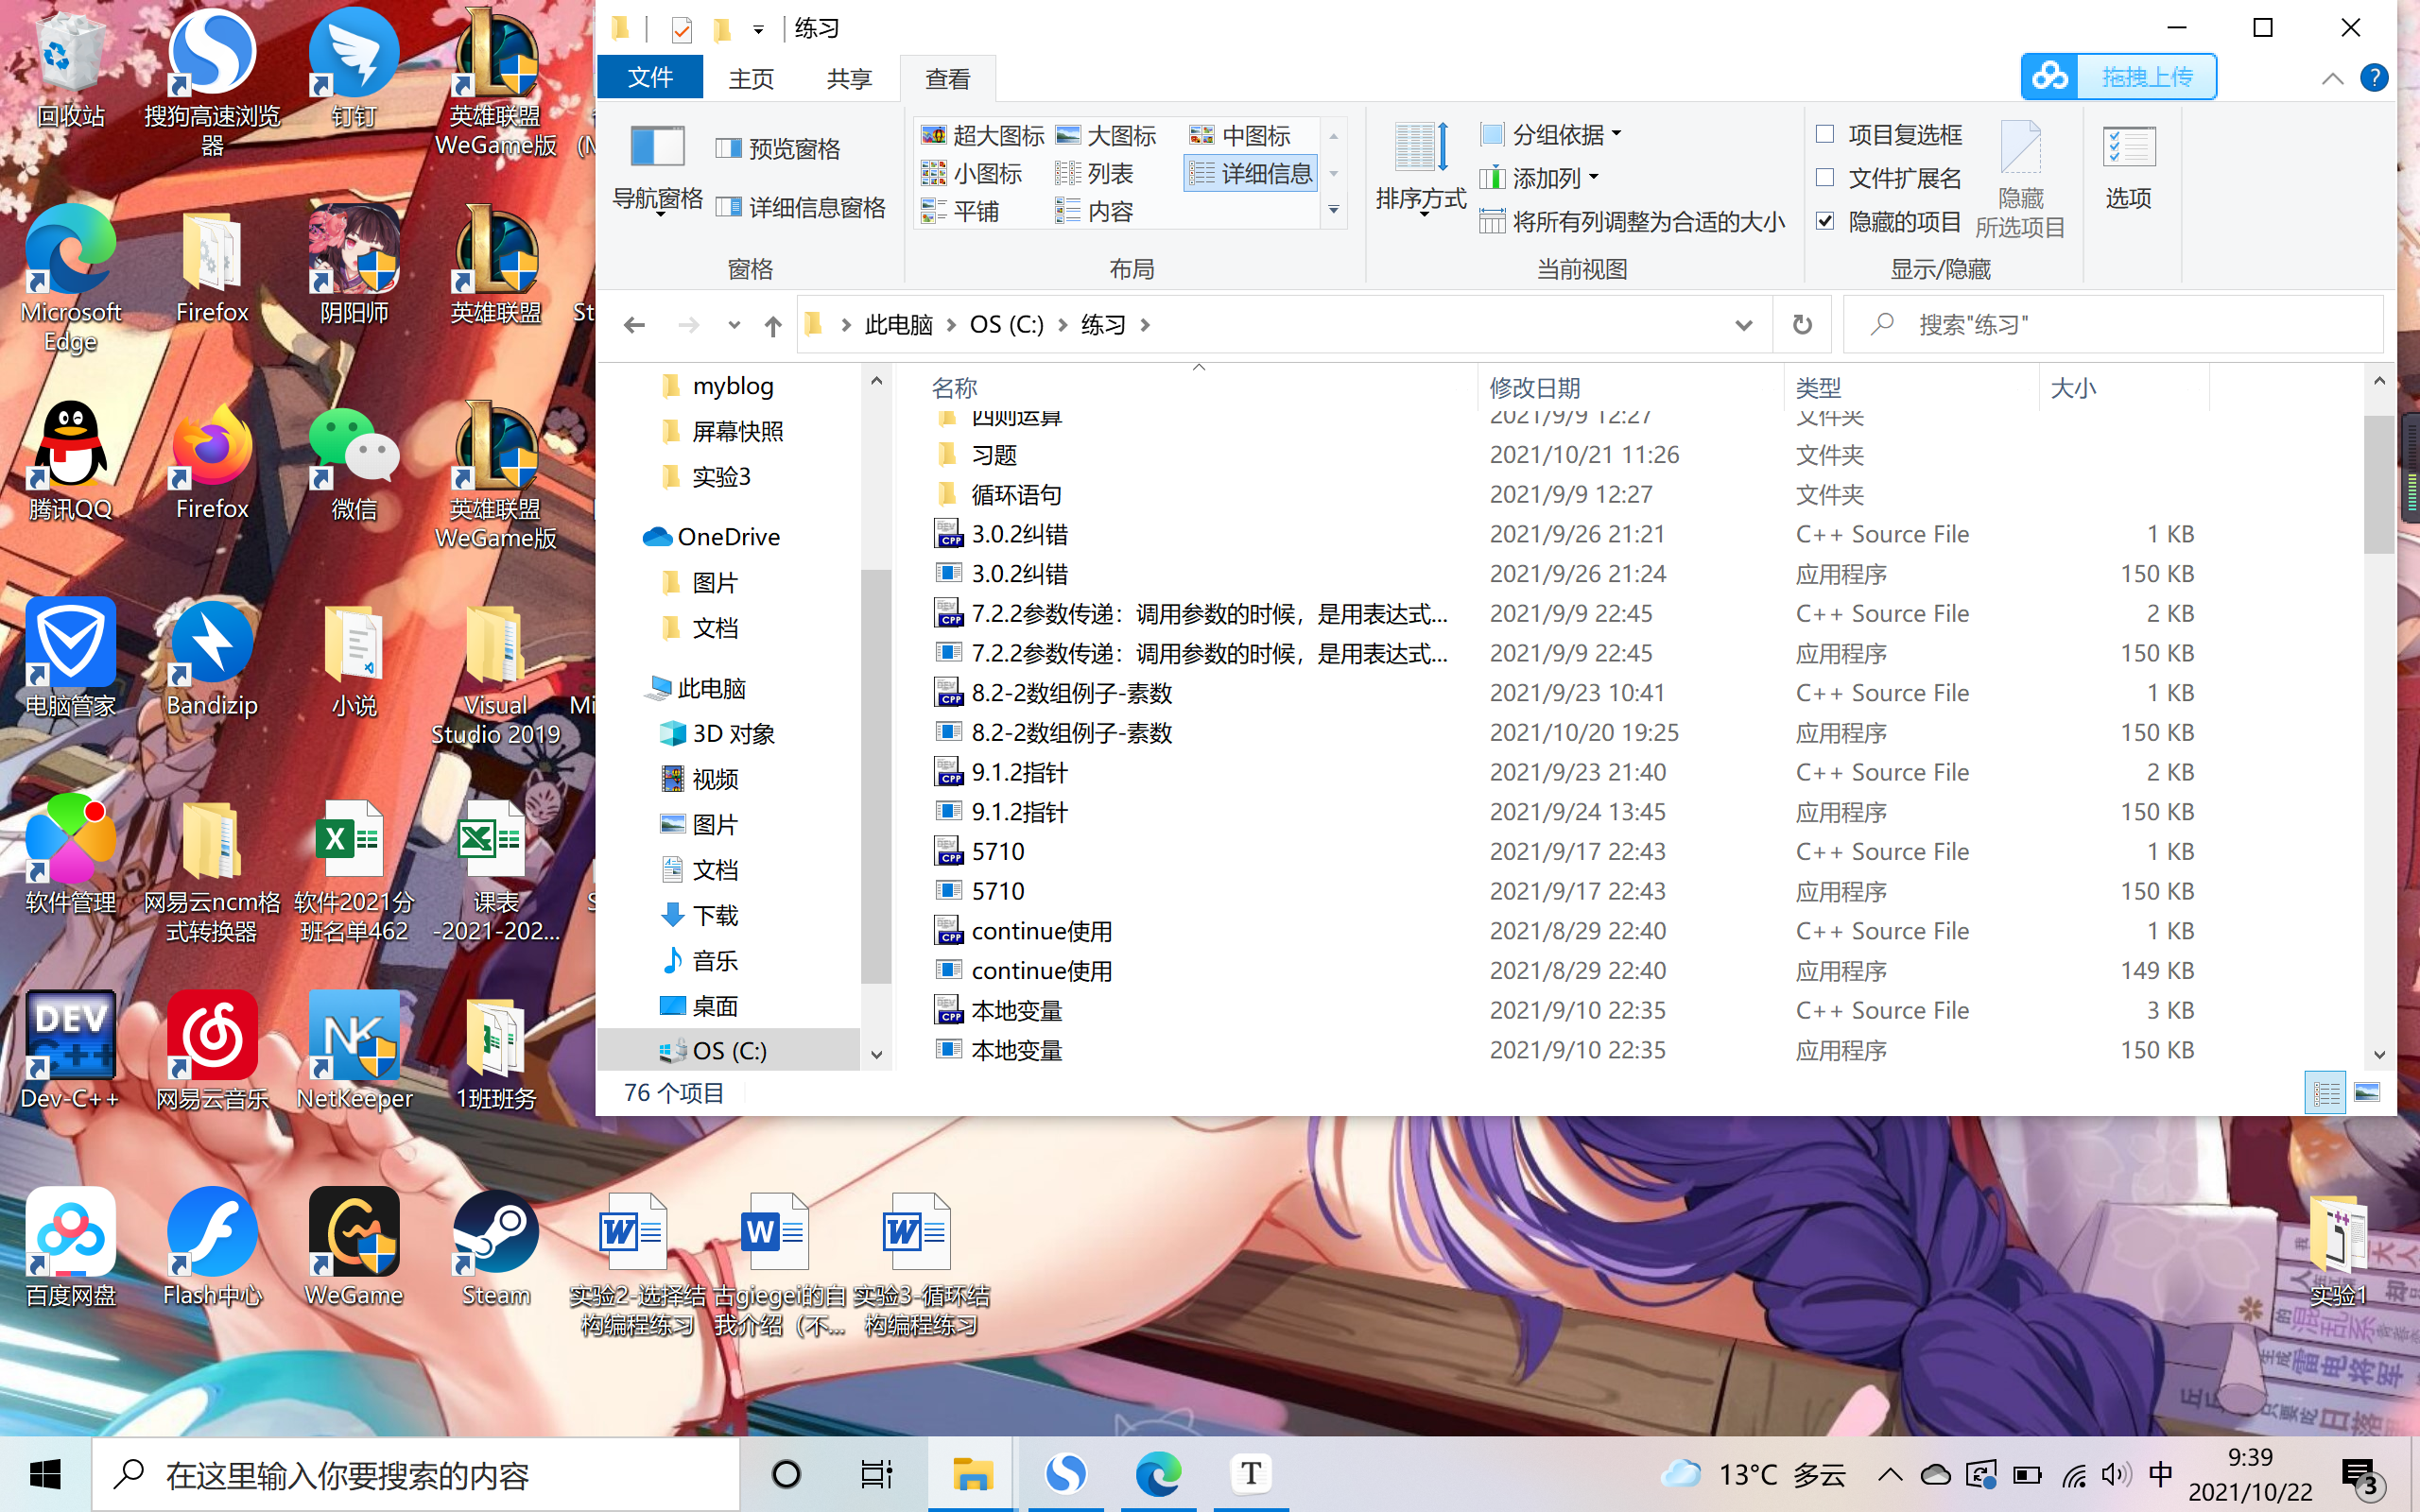 练习
文件
主页
共享
查看
拖拽上传
导航窗格
预览窗格
详细信息窗格
窗格
超大图标
大图标
中图标
小图标
列表
详细信息
平铺
内容
布局
排序方式
分组依据
添加列
将所有列调整为合适的大小
当前视图
项目复选框
文件扩展名
隐藏的项目
隐藏
所选项目
显示/隐藏
选项
此电脑
OS (C:)
练习
搜索"练习"
名称
修改日期
类型
大小
myblog
屏幕快照
实验3
OneDrive
图片
文档
此电脑
3D 对象
视频
图片
文档
下载
音乐
桌面
OS (C:)
四则运算 2021/9/9 12:27 文件夹
习题 2021/10/21 11:26 文件夹
循环语句 2021/9/9 12:27 文件夹
3.0.2纠错 2021/9/26 21:21 C++ Source File 1 KB
3.0.2纠错 2021/9/26 21:24 应用程序 150 KB
7.2.2参数传递：调用参数的时候，是用表达式... 2021/9/9 22:45 C++ Source File 2 KB
7.2.2参数传递：调用参数的时候，是用表达式... 2021/9/9 22:45 应用程序 150 KB
8.2-2数组例子-素数 2021/9/23 10:41 C++ Source File 1 KB
8.2-2数组例子-素数 2021/10/20 19:25 应用程序 150 KB
9.1.2指针 2021/9/23 21:40 C++ Source File 2 KB
9.1.2指针 2021/9/24 13:45 应用程序 150 KB
5710 2021/9/17 22:43 C++ Source File 1 KB
5710 2021/9/17 22:43 应用程序 150 KB
continue使用 2021/8/29 22:40 C++ Source File 1 KB
continue使用 2021/8/29 22:40 应用程序 149 KB
本地变量 2021/9/10 22:35 C++ Source File 3 KB
本地变量 2021/9/10 22:35 应用程序 150 KB
76 个项目
回收站
搜狗高速浏览
器
钉钉
英雄联盟
WeGame版
Microsoft
Edge
Firefox
阴阳师
英雄联盟
腾讯QQ
Firefox
微信
英雄联盟
WeGame版
电脑管家
Bandizip
小说
Visual
Studio 2019
软件管理
网易云ncm格
式转换器
软件2021分
班名单462
课表
-2021-202...
DEV
C++
Dev-C++
网易云音乐
NK
NetKeeper
1班班务
百度网盘
Flash中心
WeGame
Steam
实验2-选择结
构编程练习
古giegei的自
我介绍（不...
实验3-循环结
构编程练习
实验1
在这里输入你要搜索的内容
T
13°C 多云
中
9:39
2021/10/22
3